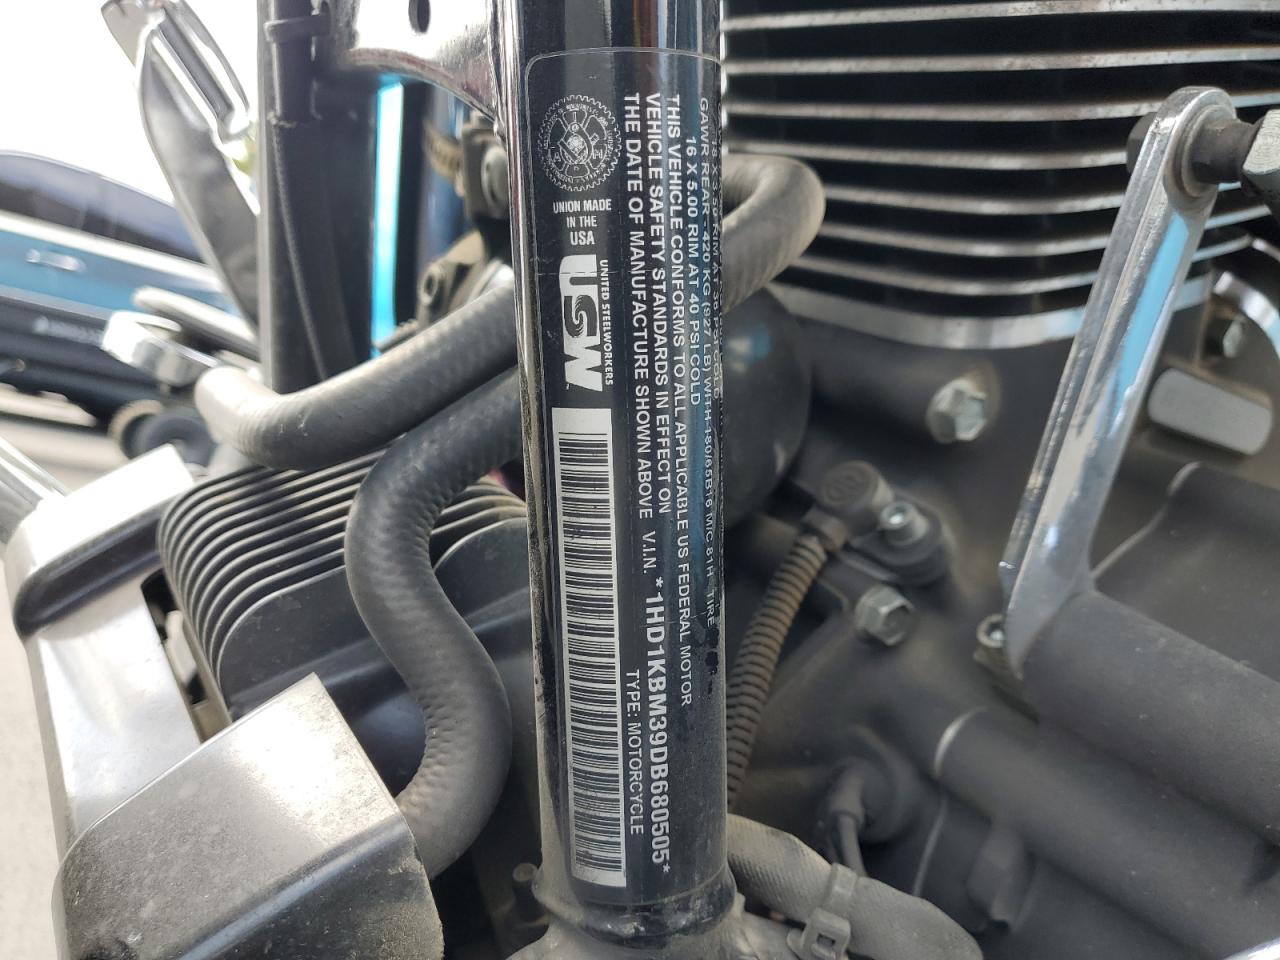 16 X 5.00 RIM AT 40 PSI COLD
GAWR REAR - 420 KG (927 LB) WITH 180/65B16 M/C 81H TIRE
THIS VEHICLE CONFORMS TO ALL APPLICABLE US FEDERAL MOTOR
VEHICLE SAFETY STANDARDS IN EFFECT ON
THE DATE OF MANUFACTURE SHOWN ABOVE V.I.N. *1HD1KBM39DB680505*
TYPE: MOTORCYCLE
UNION MADE
IN THE
USA
USW
UNITED STEELWORKERS